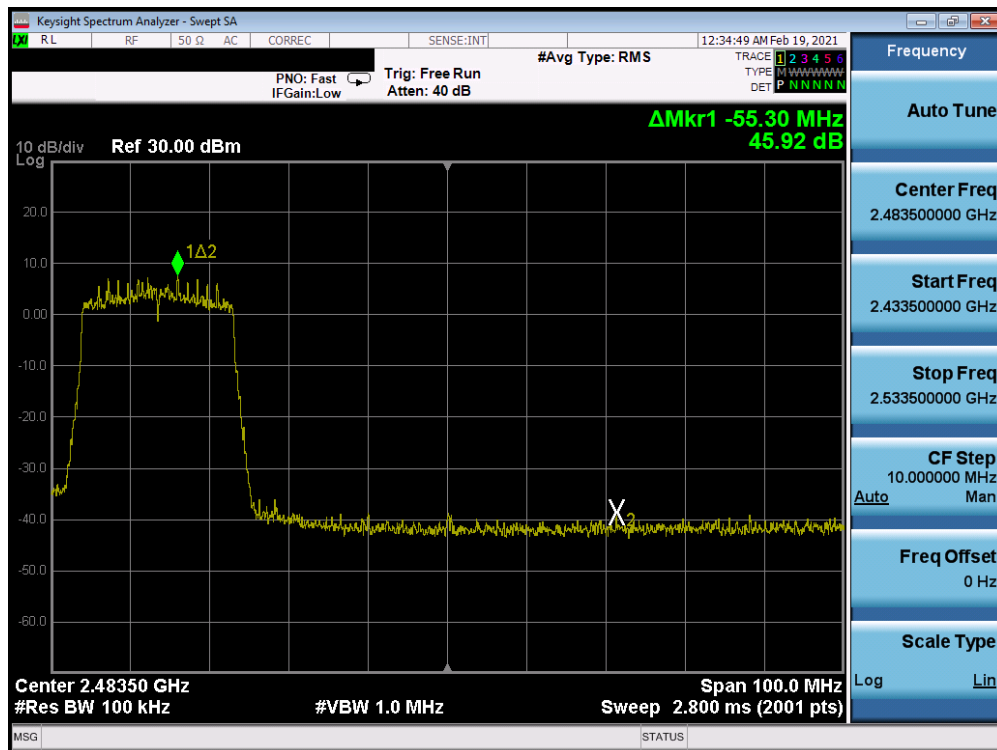 Keysight Spectrum Analyzer - Swept SA
LXI RL RF 50 Ω AC CORREC SENSE:INT 12:34:49 AM Feb 19, 2021
#Avg Type: RMS
TRACE 1 2 3 4 5 6
TYPE M WWWWW
DET P N N N N N
PNO: Fast
IFGain:Low
Trig: Free Run
Atten: 40 dB
ΔMkr1 -55.30 MHz
45.92 dB
10 dB/div
Log
Ref 30.00 dBm
20.0
10.0
0.00
-10.0
-20.0
-30.0
-40.0
-50.0
-60.0
1Δ2
X2
Center 2.48350 GHz
#Res BW 100 kHz
#VBW 1.0 MHz
Span 100.0 MHz
Sweep 2.800 ms (2001 pts)
MSG
STATUS
Frequency
Auto Tune
Center Freq
2.483500000 GHz
Start Freq
2.433500000 GHz
Stop Freq
2.533500000 GHz
CF Step
10.000000 MHz
Auto Man
Freq Offset
0 Hz
Scale Type
Log Lin